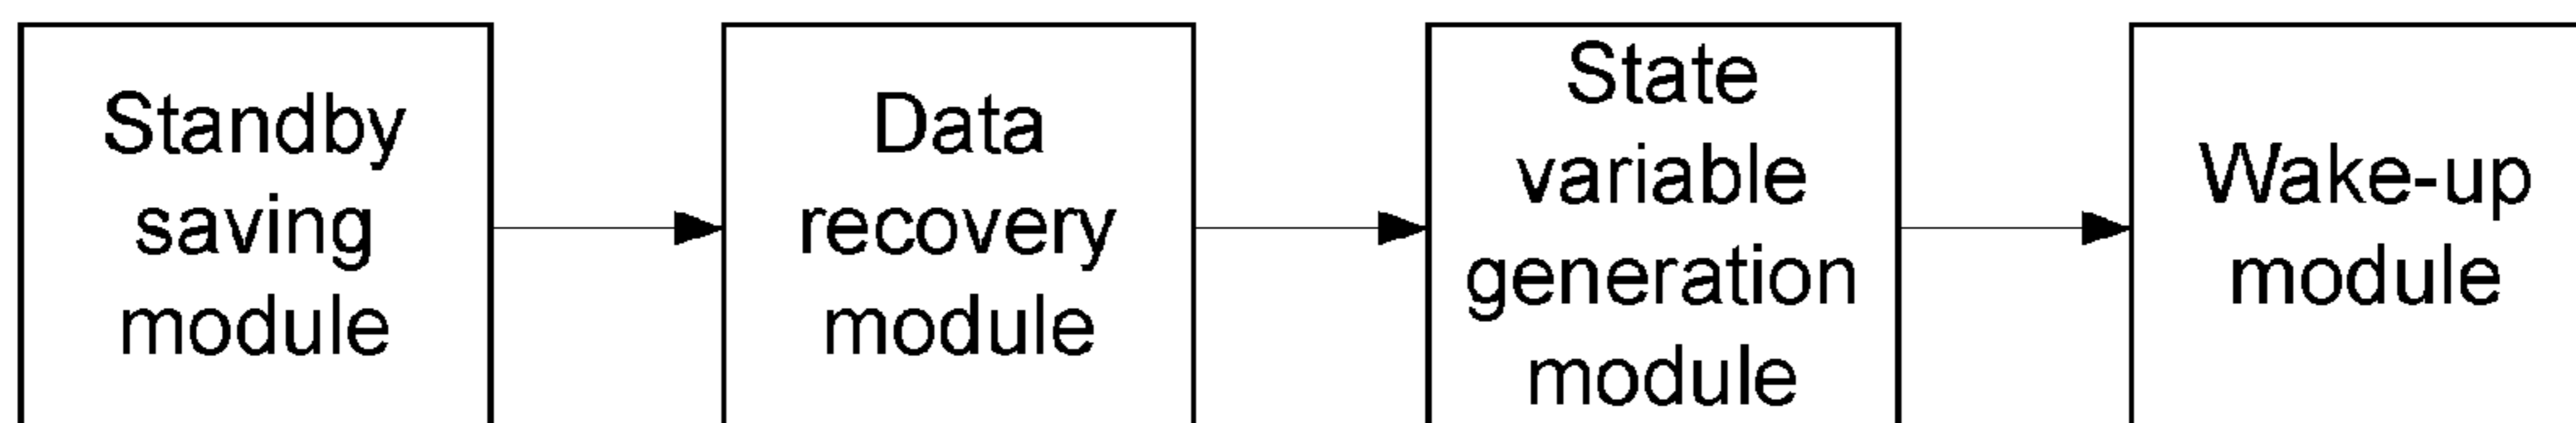 Standby
saving
module
Data
recovery
module
State
variable
generation
module
Wake-up
module